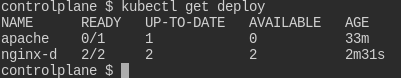 controlplane $ kubectl get deploy
NAME READY UP-TO-DATE AVAILABLE AGE
apache 0/1 1 0 33m
nginx-d 2/2 2 2 2m31s
controlplane $